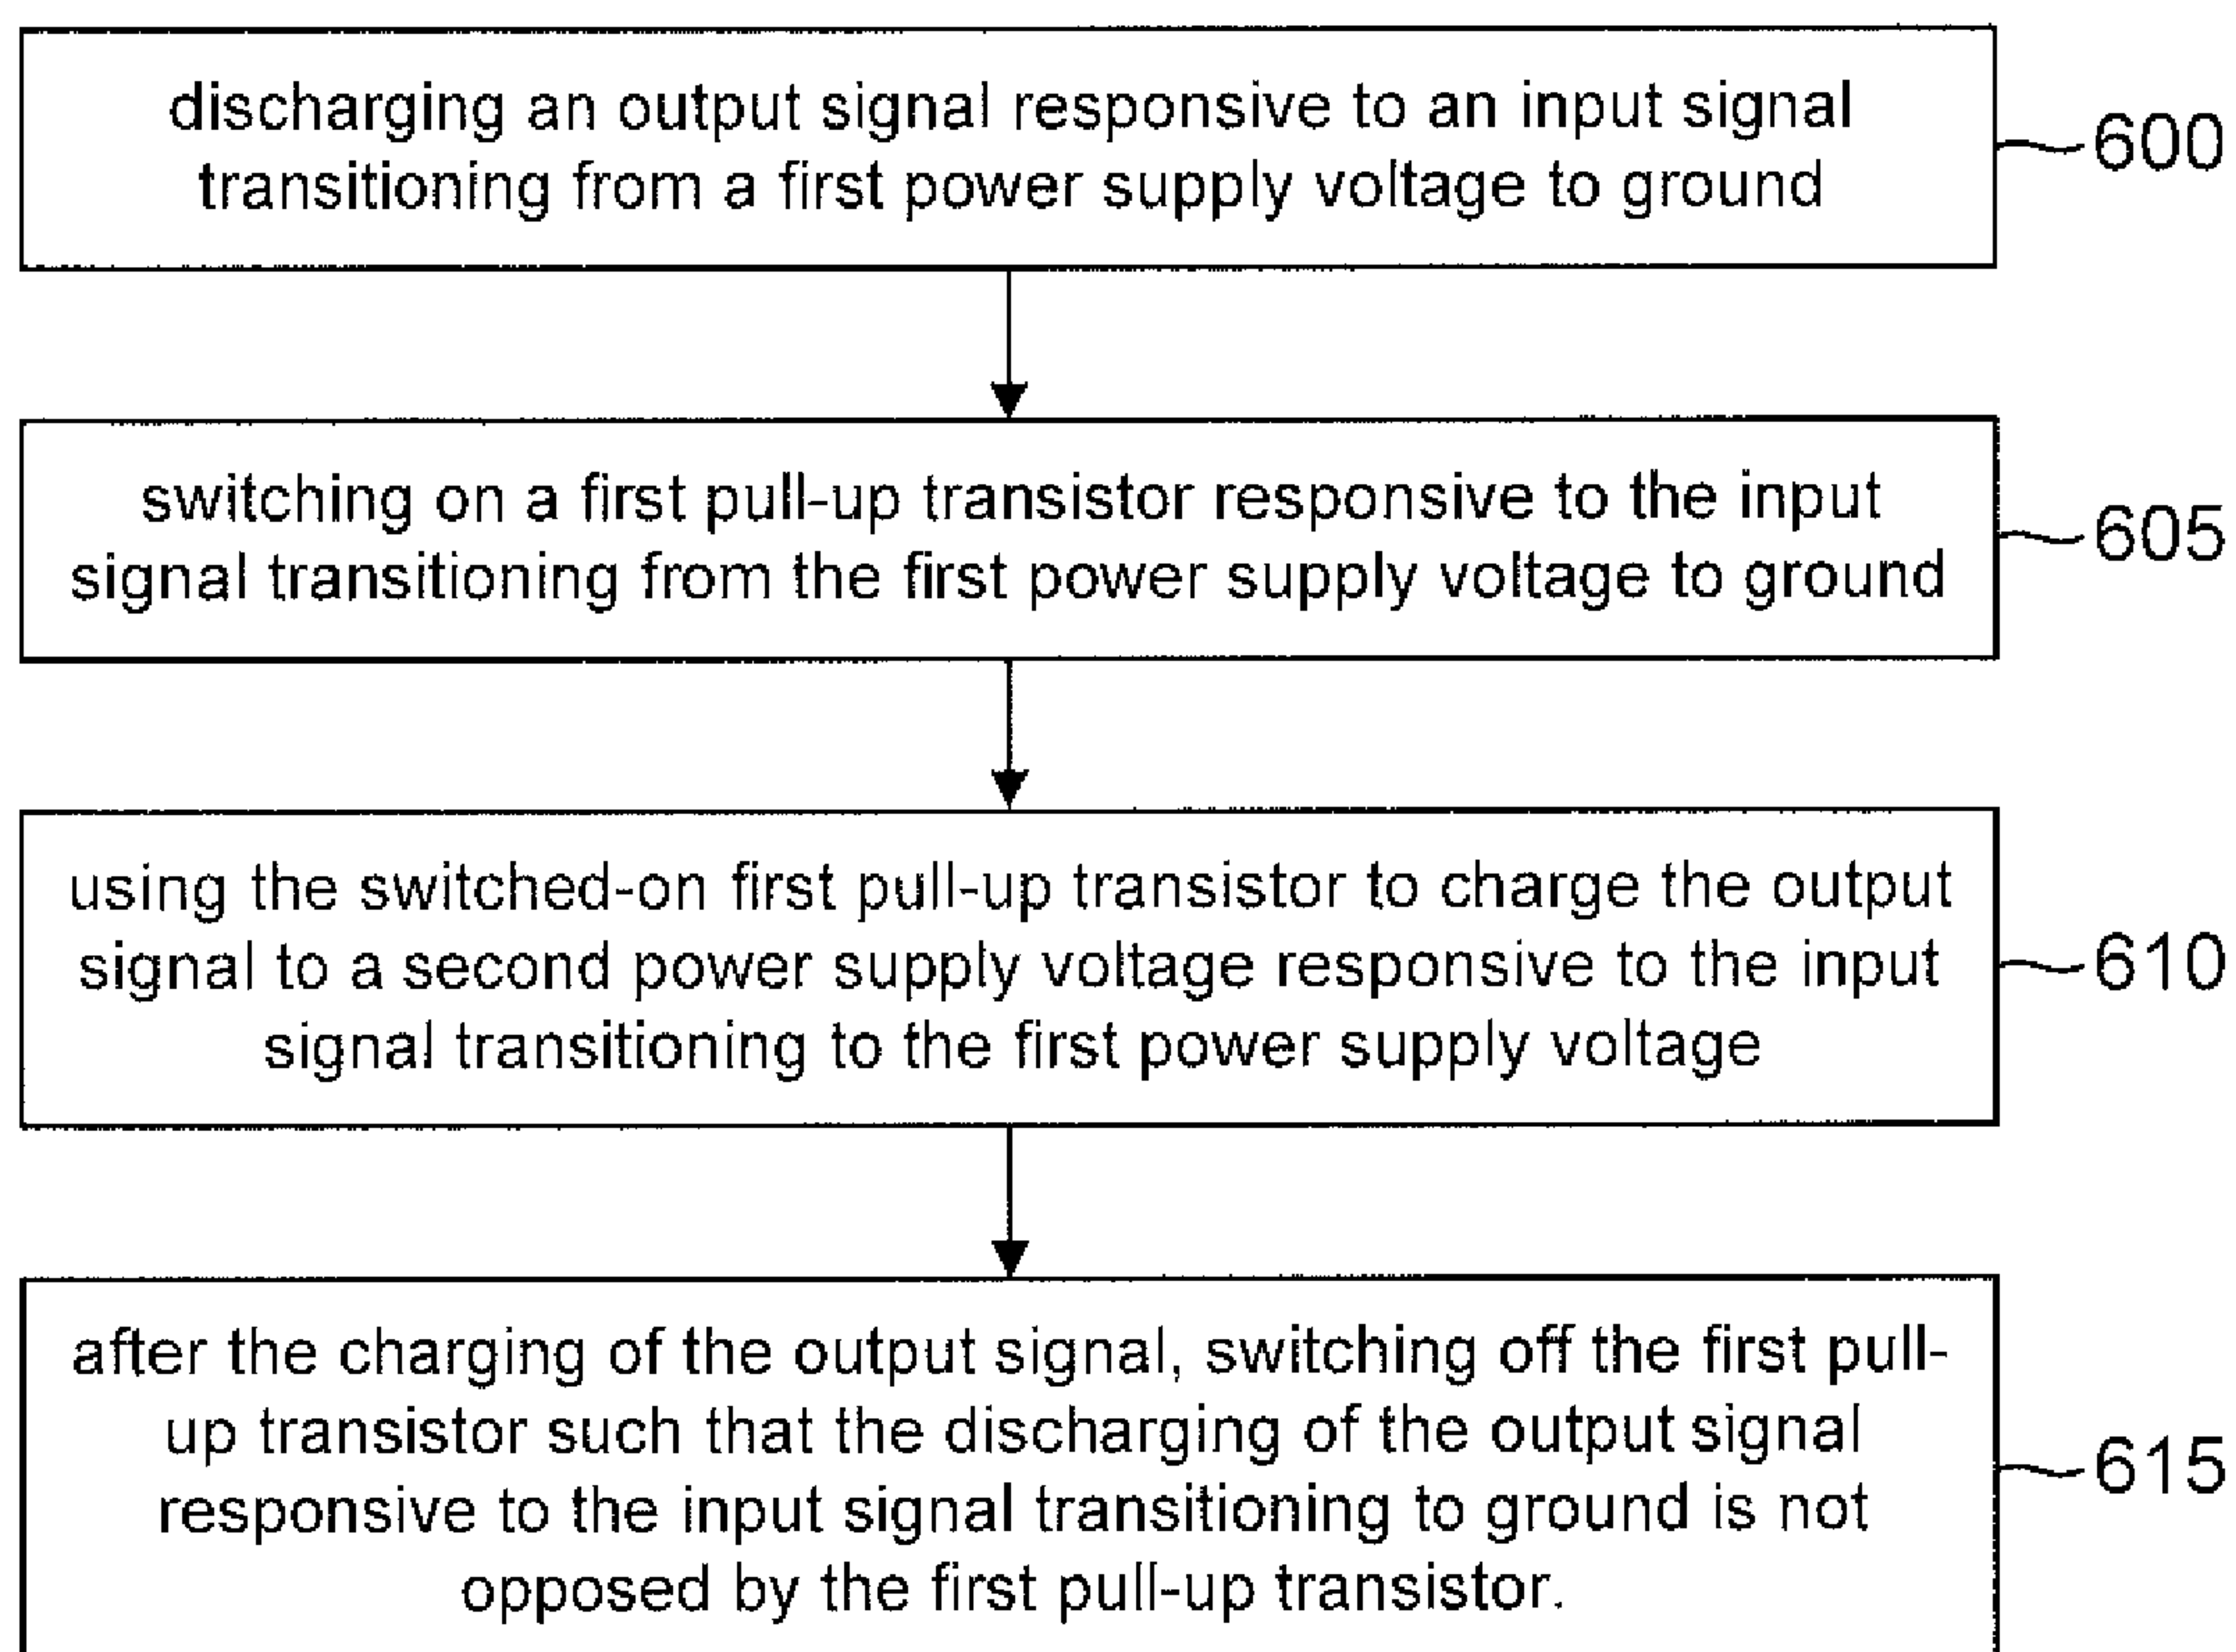 discharging an output signal responsive to an input signal
transitioning from a first power supply voltage to ground
600
switching on a first pull-up transistor responsive to the input
signal transitioning from the first power supply voltage to ground
605
using the switched-on first pull-up transistor to charge the output
signal to a second power supply voltage responsive to the input
signal transitioning to the first power supply voltage
610
after the charging of the output signal, switching off the first pull-
up transistor such that the discharging of the output signal
responsive to the input signal transitioning to ground is not
opposed by the first pull-up transistor.
615